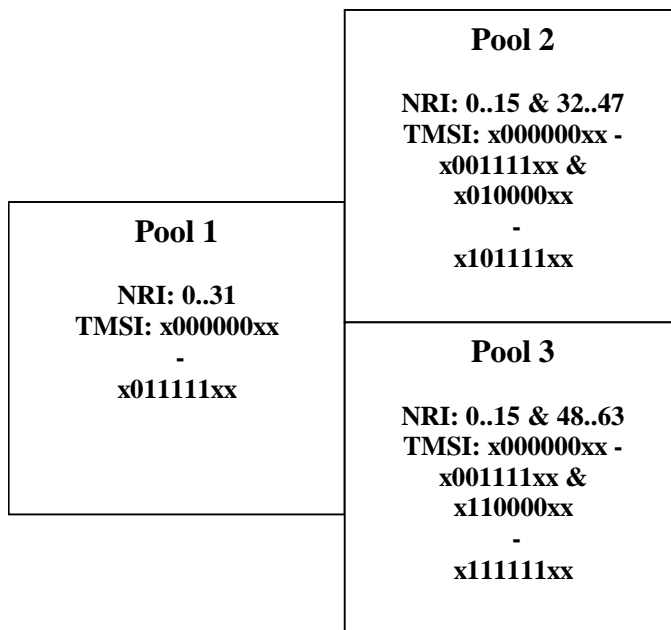 Pool 2
NRI: 0..15 & 32..47
TMSI: x000000xx -
x001111xx &
x010000xx
-
x101111xx
Pool 1
NRI: 0..31
TMSI: x000000xx
-
x011111xx
Pool 3
NRI: 0..15 & 48..63
TMSI: x000000xx -
x001111xx &
x110000xx
-
x111111xx